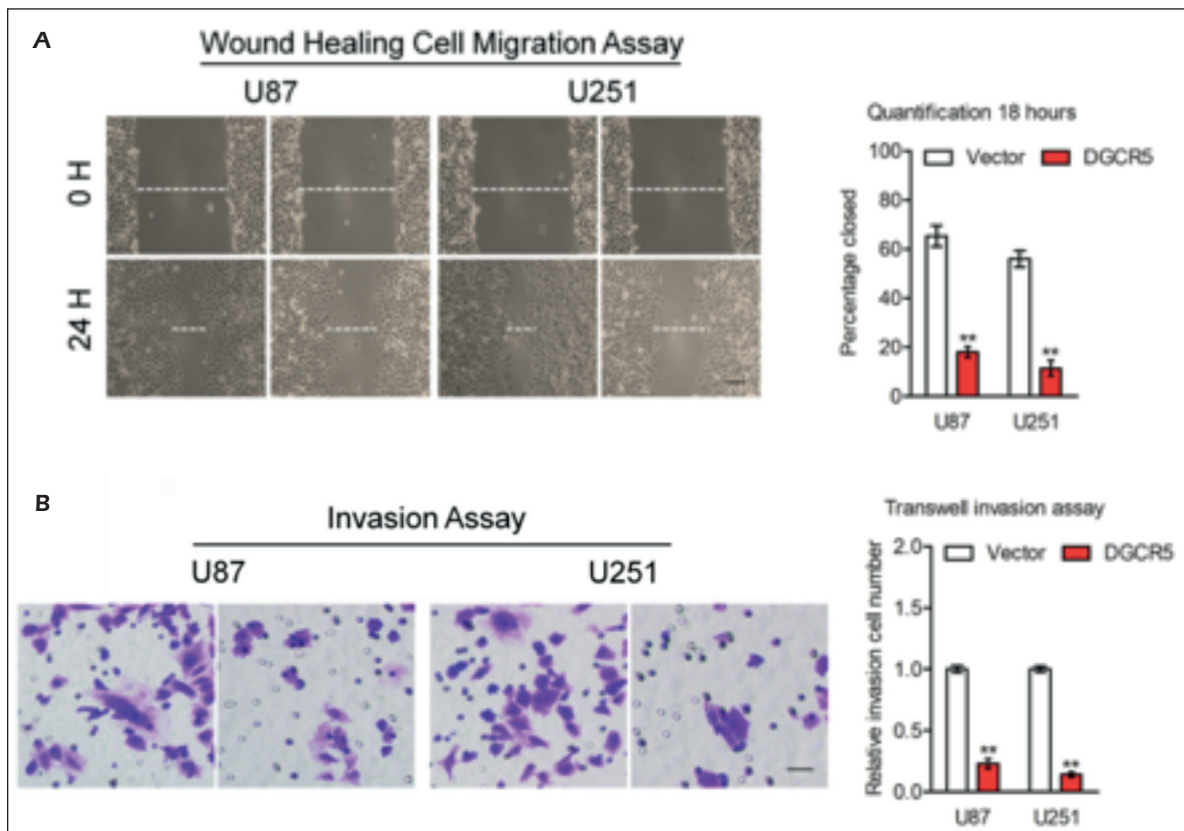 A
Wound Healing Cell Migration Assay
U87 U251
0 H
24 H
Quantification 18 hours
Vector DGCR5
Percentage closed
100
80
60
40
20
0
** **
U87 U251
B
Invasion Assay
U87 U251
Transwell invasion assay
Vector DGCR5
Relative invasion cell number
2.0
1.5
1.0
0.5
0.0
** **
U87 U251